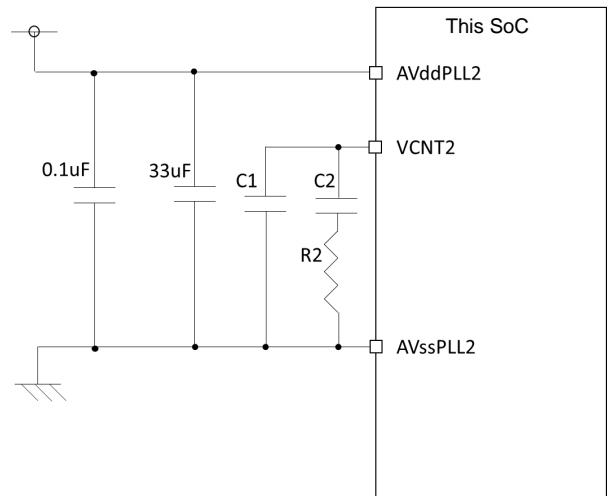 This SoC
AVddPLL2
VCNT2
0.1uF
33uF
C1
C2
R2
AVssPLL2